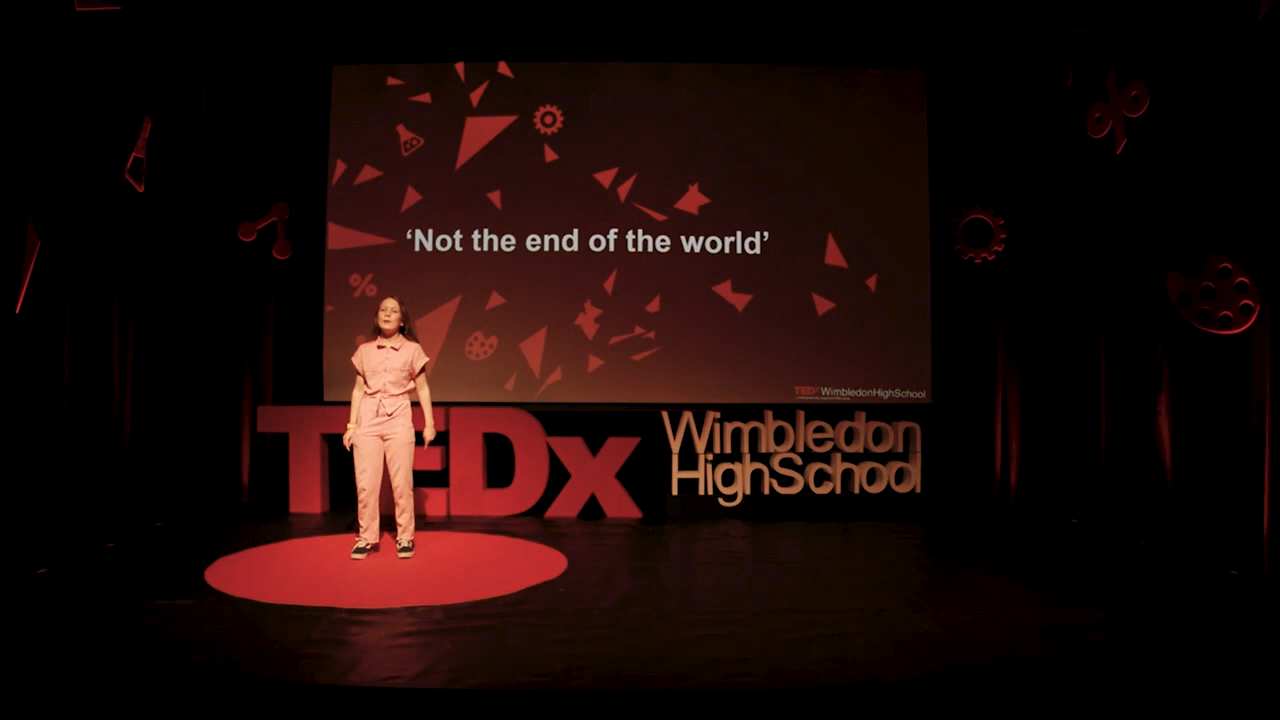 ‘Not the end of the world’
%
TEDx WimbledonHighSchool
TEDx
Wimbledon
HighSchool